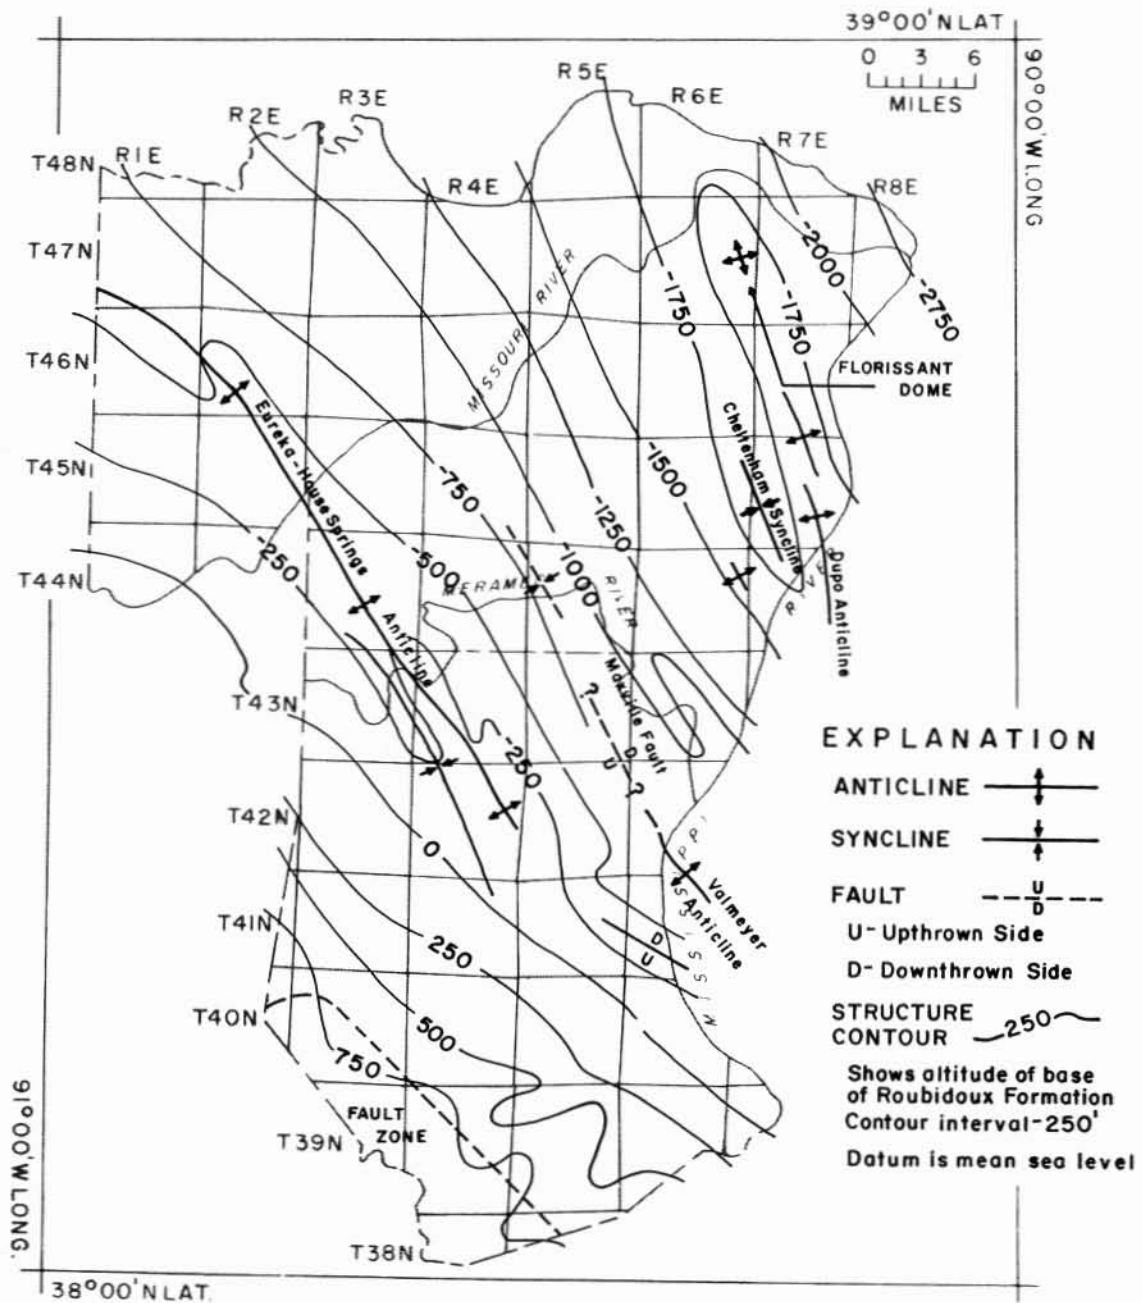 39°00'N LAT
0 3 6
MILES
90°00'W LONG
R5E
R6E
R3E
R2E
R7E
R1E
R4E
R8E
T48N
T47N
T46N
T45N
T44N
T43N
T42N
T41N
T40N
T39N
T38N
-2000
-2750
-1750
-1750
MISSOURI RIVER
FLORISSANT
DOME
Cheltenham Syncline
Eureka-House Springs
Anticline
-750
-1500
-1250
-1000
-500
-250
MERAMEC
RIVER
Dupo Anticline
Maxville Fault
?
D
U
?
-250
0
Valmeyer
Anticline
D
U
250
500
750
FAULT
ZONE
EXPLANATION
ANTICLINE
SYNCLINE
FAULT U
D
U- Upthrown Side
D- Downthrown Side
STRUCTURE
CONTOUR -250
Shows altitude of base
of Roubidoux Formation
Contour interval-250'
Datum is mean sea level
91°00'W LONG.
38°00'N LAT.